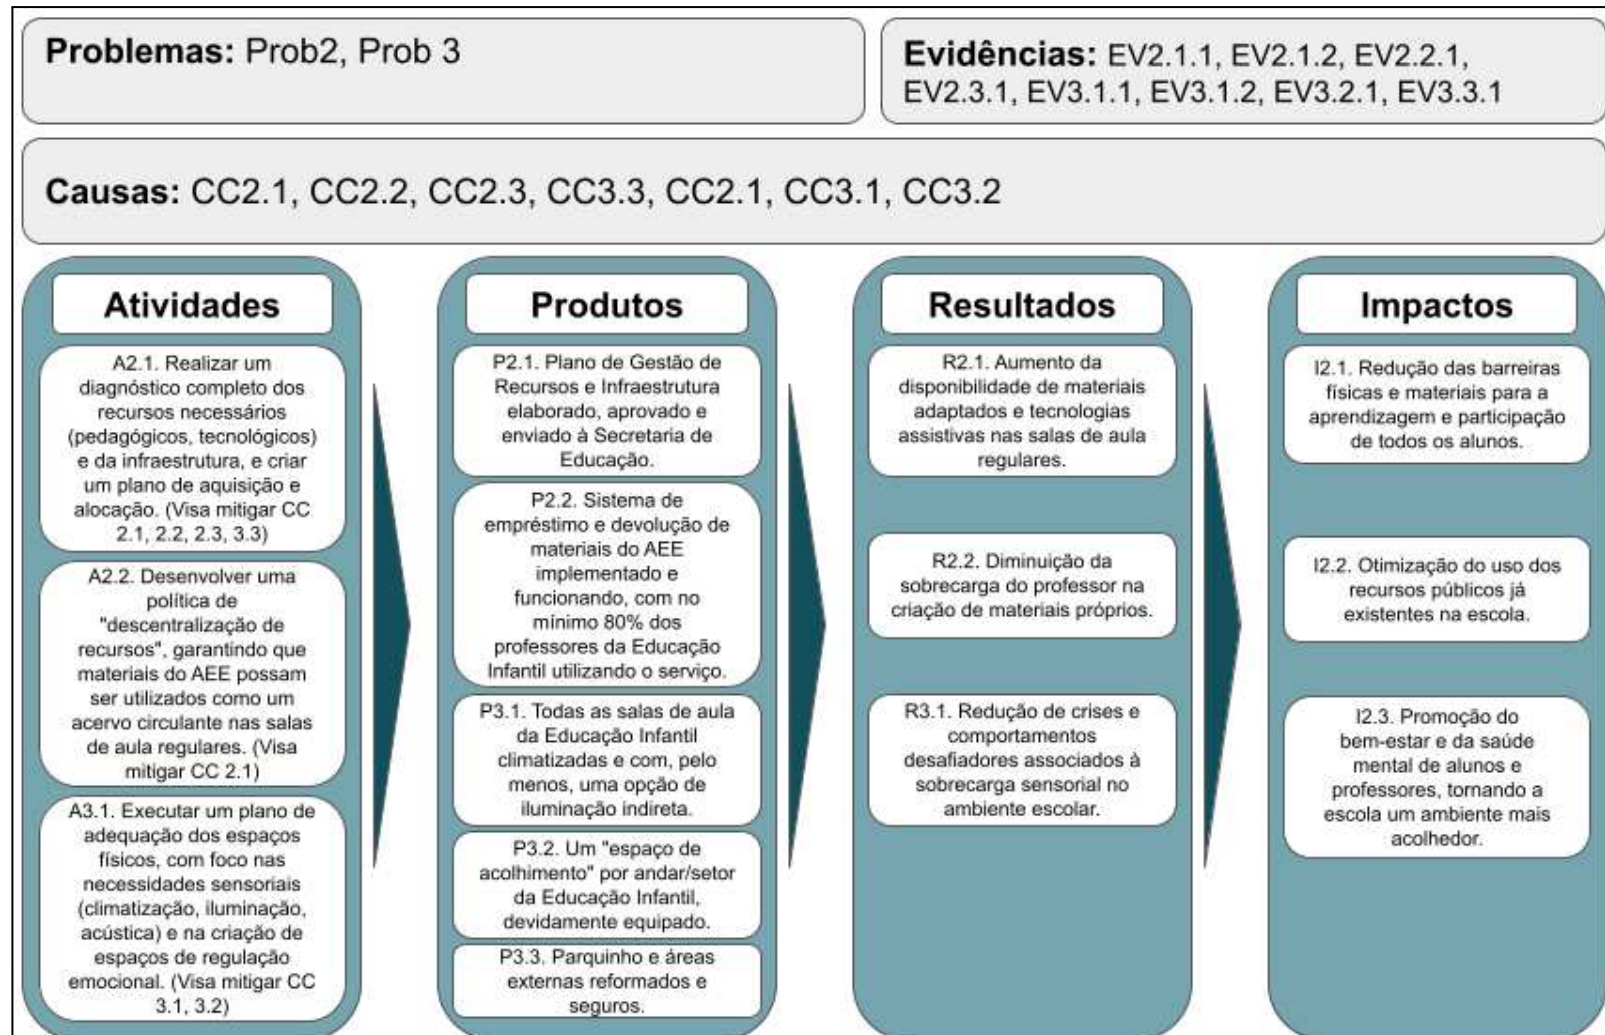 Problemas: Prob2, Prob 3
Evidências: EV2.1.1, EV2.1.2, EV2.2.1,
EV2.3.1, EV3.1.1, EV3.1.2, EV3.2.1, EV3.3.1
Causas: CC2.1, CC2.2, CC2.3, CC3.3, CC2.1, CC3.1, CC3.2
Atividades
A2.1. Realizar um
diagnóstico completo dos
recursos necessários
(pedagógicos, tecnológicos)
e da infraestrutura, e criar
um plano de aquisição e
alocação. (Visa mitigar CC
2.1, 2.2, 2.3, 3.3)
A2.2. Desenvolver uma
política de
"descentralização de
recursos", garantindo que
materiais do AEE possam
ser utilizados como um
acervo circulante nas salas
de aula regulares. (Visa
mitigar CC 2.1)
A3.1. Executar um plano de
adequação dos espaços
físicos, com foco nas
necessidades sensoriais
(climatização, iluminação,
acústica) e na criação de
espaços de regulação
emocional. (Visa mitigar CC
3.1, 3.2)
Produtos
P2.1. Plano de Gestão de
Recursos e Infraestrutura
elaborado, aprovado e
enviado à Secretaria de
Educação.
P2.2. Sistema de
empréstimo e devolução de
materiais do AEE
implementado e
funcionando, com no
mínimo 80% dos
professores da Educação
Infantil utilizando o serviço.
P3.1. Todas as salas de aula
da Educação Infantil
climatizadas e com, pelo
menos, uma opção de
iluminação indireta.
P3.2. Um "espaço de
acolhimento" por andar/setor
da Educação Infantil,
devidamente equipado.
P3.3. Parquinho e áreas
externas reformados e
seguros.
Resultados
R2.1. Aumento da
disponibilidade de materiais
adaptados e tecnologias
assistivas nas salas de aula
regulares.
R2.2. Diminuição da
sobrecarga do professor na
criação de materiais próprios.
R3.1. Redução de crises e
comportamentos
desafiadores associados à
sobrecarga sensorial no
ambiente escolar.
Impactos
I2.1. Redução das barreiras
físicas e materiais para a
aprendizagem e participação
de todos os alunos.
I2.2. Otimização do uso dos
recursos públicos já
existentes na escola.
I2.3. Promoção do
bem-estar e da saúde
mental de alunos e
professores, tornando a
escola um ambiente mais
acolhedor.